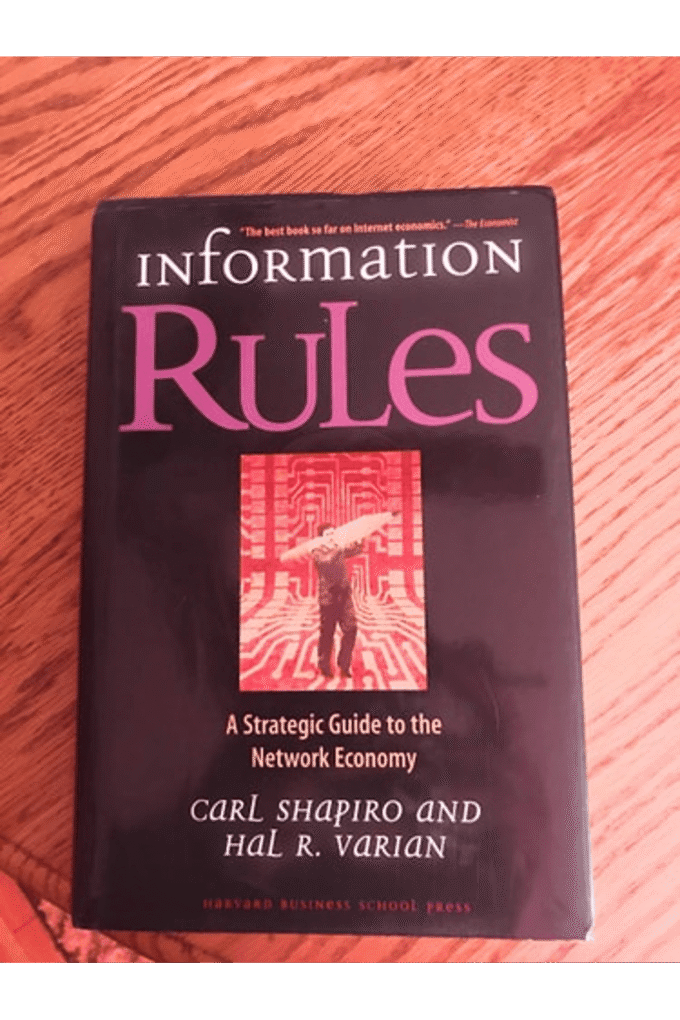 "The best book so far on Internet economics." —The Economist
INFORMATION
RULES
A Strategic Guide to the
Network Economy
CARL SHAPIRO AND
HAL R. VARIAN
HARVARD BUSINESS SCHOOL PRESS